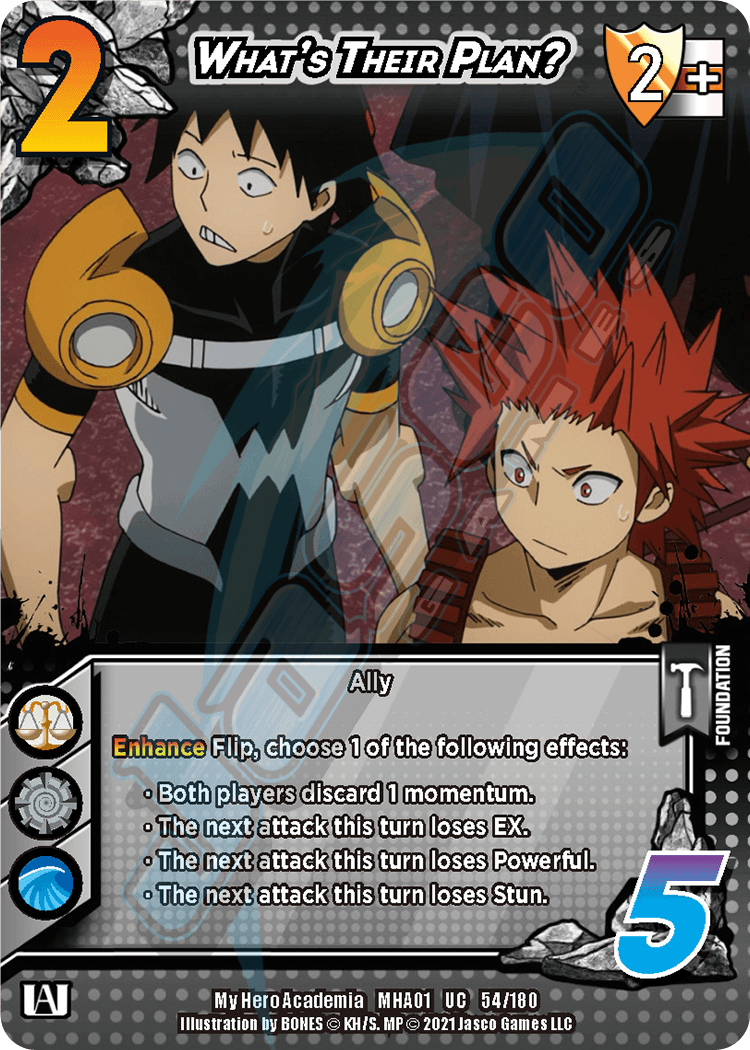 2
WHAT'S THEIR PLAN?
2 +
Ally
FOUNDATION
Enhance Flip, choose 1 of the following effects:
• Both players discard 1 momentum.
• The next attack this turn loses EX.
• The next attack this turn loses Powerful.
• The next attack this turn loses Stun.
5
UA
My Hero Academia MHA01 UC 54/180
Illustration by BONES © KH/S. MP © 2021 Jasco Games LLC